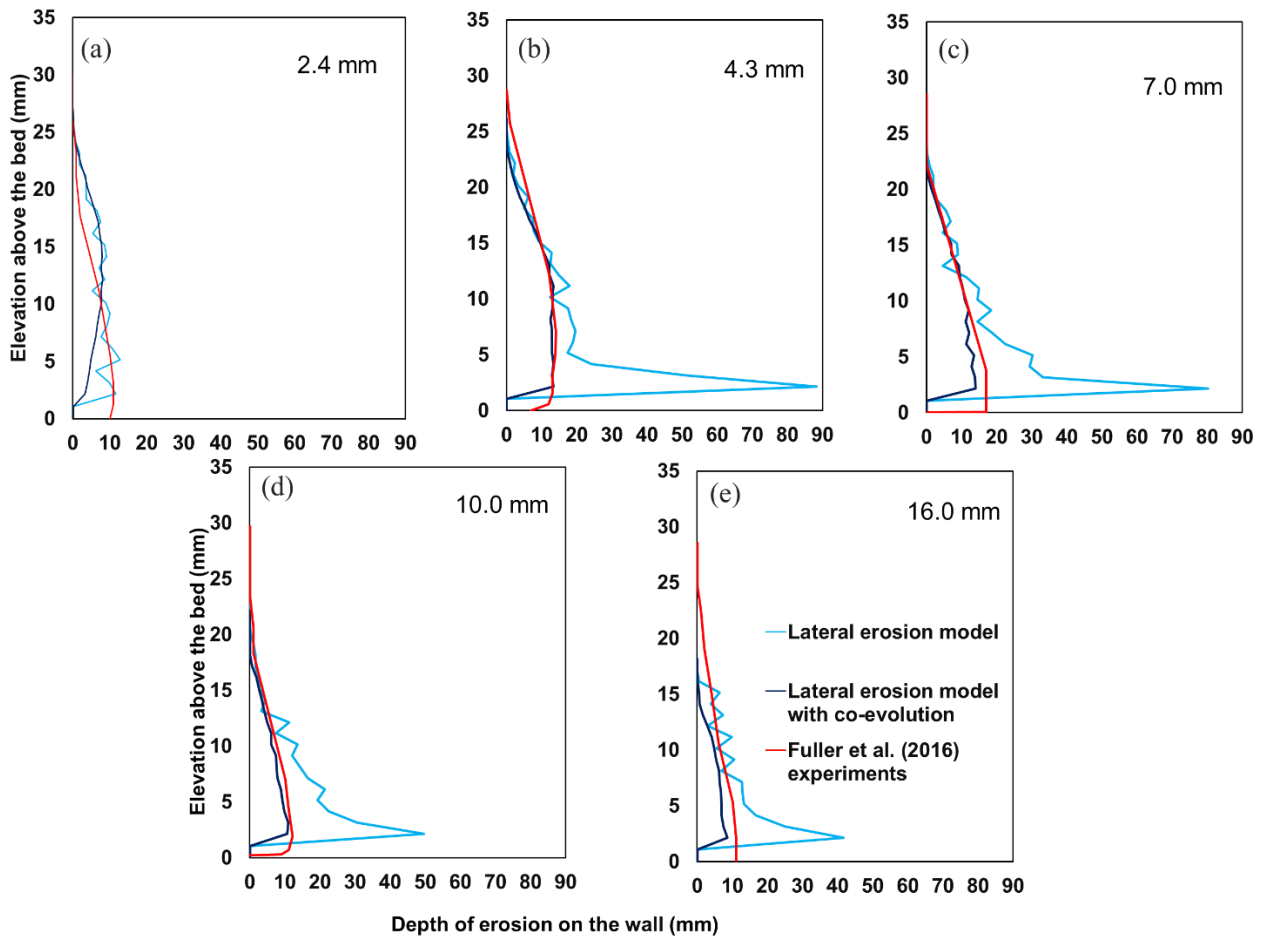 (a)
2.4 mm
Elevation above the bed (mm)
35
30
25
20
15
10
5
0
0 10 20 30 40 50 60 70 80 90
(b)
4.3 mm
35
30
25
20
15
10
5
0
0 10 20 30 40 50 60 70 80 90
(c)
7.0 mm
35
30
25
20
15
10
5
0
0 10 20 30 40 50 60 70 80 90
(d)
10.0 mm
Elevation above the bed (mm)
35
30
25
20
15
10
5
0
0 10 20 30 40 50 60 70 80 90
(e)
16.0 mm
35
30
25
20
15
10
5
0
0 10 20 30 40 50 60 70 80 90
Lateral erosion model
Lateral erosion model
with co-evolution
Fuller et al. (2016)
experiments
Depth of erosion on the wall (mm)